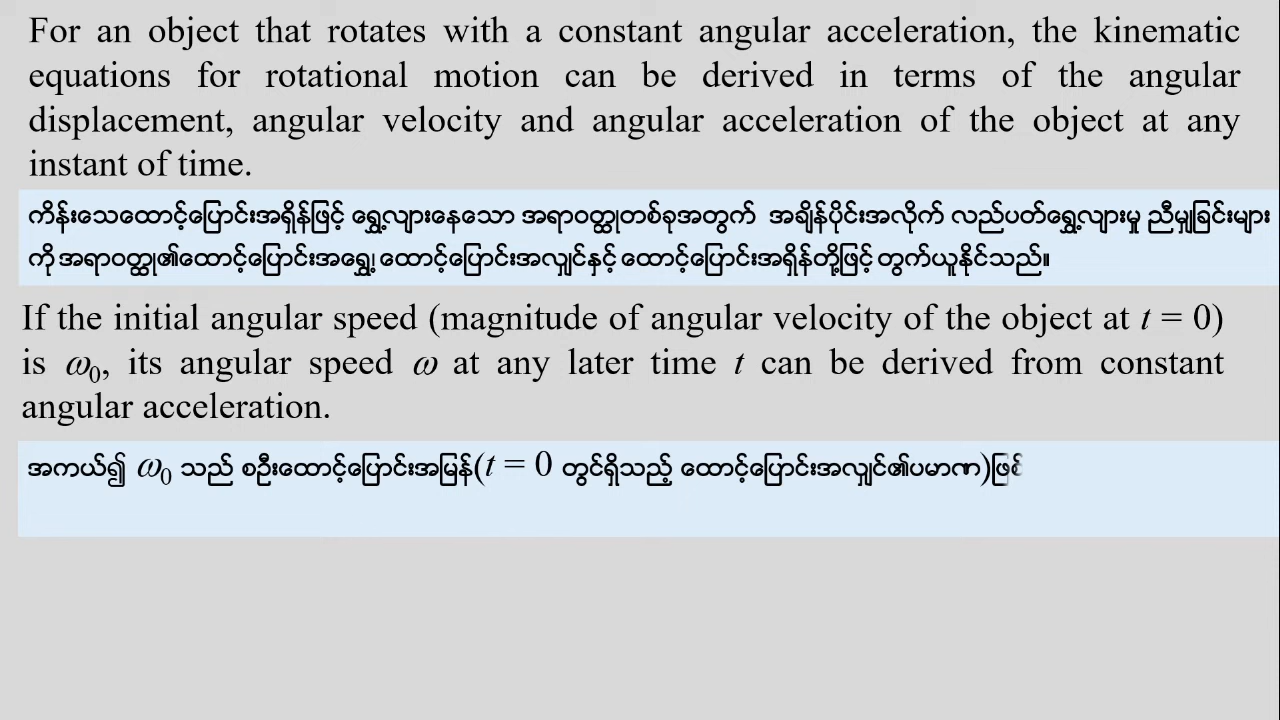 For an object that rotates with a constant angular acceleration, the kinematic
equations for rotational motion can be derived in terms of the angular
displacement, angular velocity and angular acceleration of the object at any
instant of time.
ကိန်းသေထောင့်ပြောင်းအရှိန်ဖြင့် ရွှေ့လျားနေသော အရာဝတ္ထုတစ်ခုအတွက် အချိန်ပိုင်းအလိုက် လည်ပတ်ရွှေ့လျားမှု ညီမျှခြင်းများ
ကို အရာဝတ္ထု၏ထောင့်ပြောင်းအရွှေ့၊ ထောင့်ပြောင်းအလျှင်နှင့် ထောင့်ပြောင်းအရှိန်တို့ဖြင့် တွက်ယူနိုင်သည်။
If the initial angular speed (magnitude of angular velocity of the object at t = 0)
is ω₀, its angular speed ω at any later time t can be derived from constant
angular acceleration.
အကယ်၍ ω₀ သည် စဦးထောင့်ပြောင်းအမြန်(t = 0 တွင်ရှိသည့် ထောင့်ပြောင်းအလျှင်၏ပမာဏ)ဖြစ်